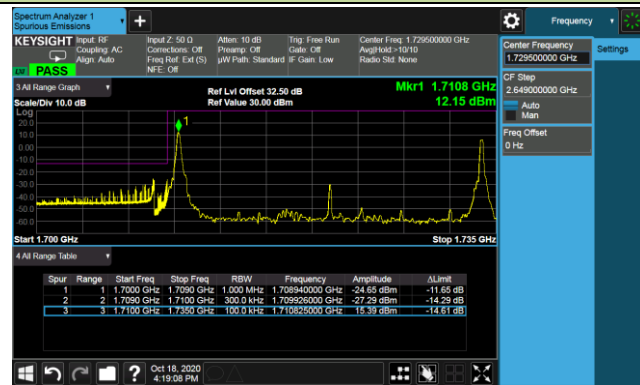 Spectrum Analyzer 1
Spurious Emissions
+
Frequency
KEYSIGHT Input: RF
Coupling: AC
Align: Auto
Input Z: 50 Ω
Corrections: Off
Freq Ref: Ext (S)
NFE: Off
Atten: 10 dB
Preamp: Off
µW Path: Standard
Trig: Free Run
Gate: Off
IF Gain: Low
Center Freq: 1.729500000 GHz
Avg|Hold:>10/10
Radio Std: None
PASS
Center Frequency
1.729500000 GHz
Settings
CF Step
2.649000000 GHz
Auto
Man
Freq Offset
0 Hz
3 All Range Graph
Scale/Div 10.0 dB
Ref Lvl Offset 32.50 dB
Ref Value 30.00 dBm
Mkr1 1.7108 GHz
12.15 dBm
Log
20.0
10.0
0.00
-10.0
-20.0
-30.0
-40.0
-50.0
-60.0
1
Start 1.700 GHz
Stop 1.735 GHz
4 All Range Table
Spur Range Start Freq Stop Freq RBW Frequency Amplitude ΔLimit
1 1 1.7000 GHz 1.7090 GHz 1.000 MHz 1.708940000 GHz -24.65 dBm -11.65 dB
2 2 1.7090 GHz 1.7100 GHz 300.0 kHz 1.709926000 GHz -27.29 dBm -14.29 dB
3 3 1.7100 GHz 1.7350 GHz 100.0 kHz 1.710825000 GHz 15.39 dBm -14.61 dB
?
Oct 18, 2020
4:19:08 PM